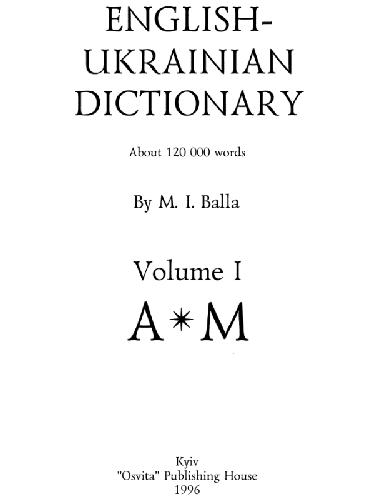 ENGLISH-
UKRAINIAN
DICTIONARY
About 120 000 words
By M. I. Balla
Volume I
A✴M
Kyiv
"Osvita" Publishing House
1996